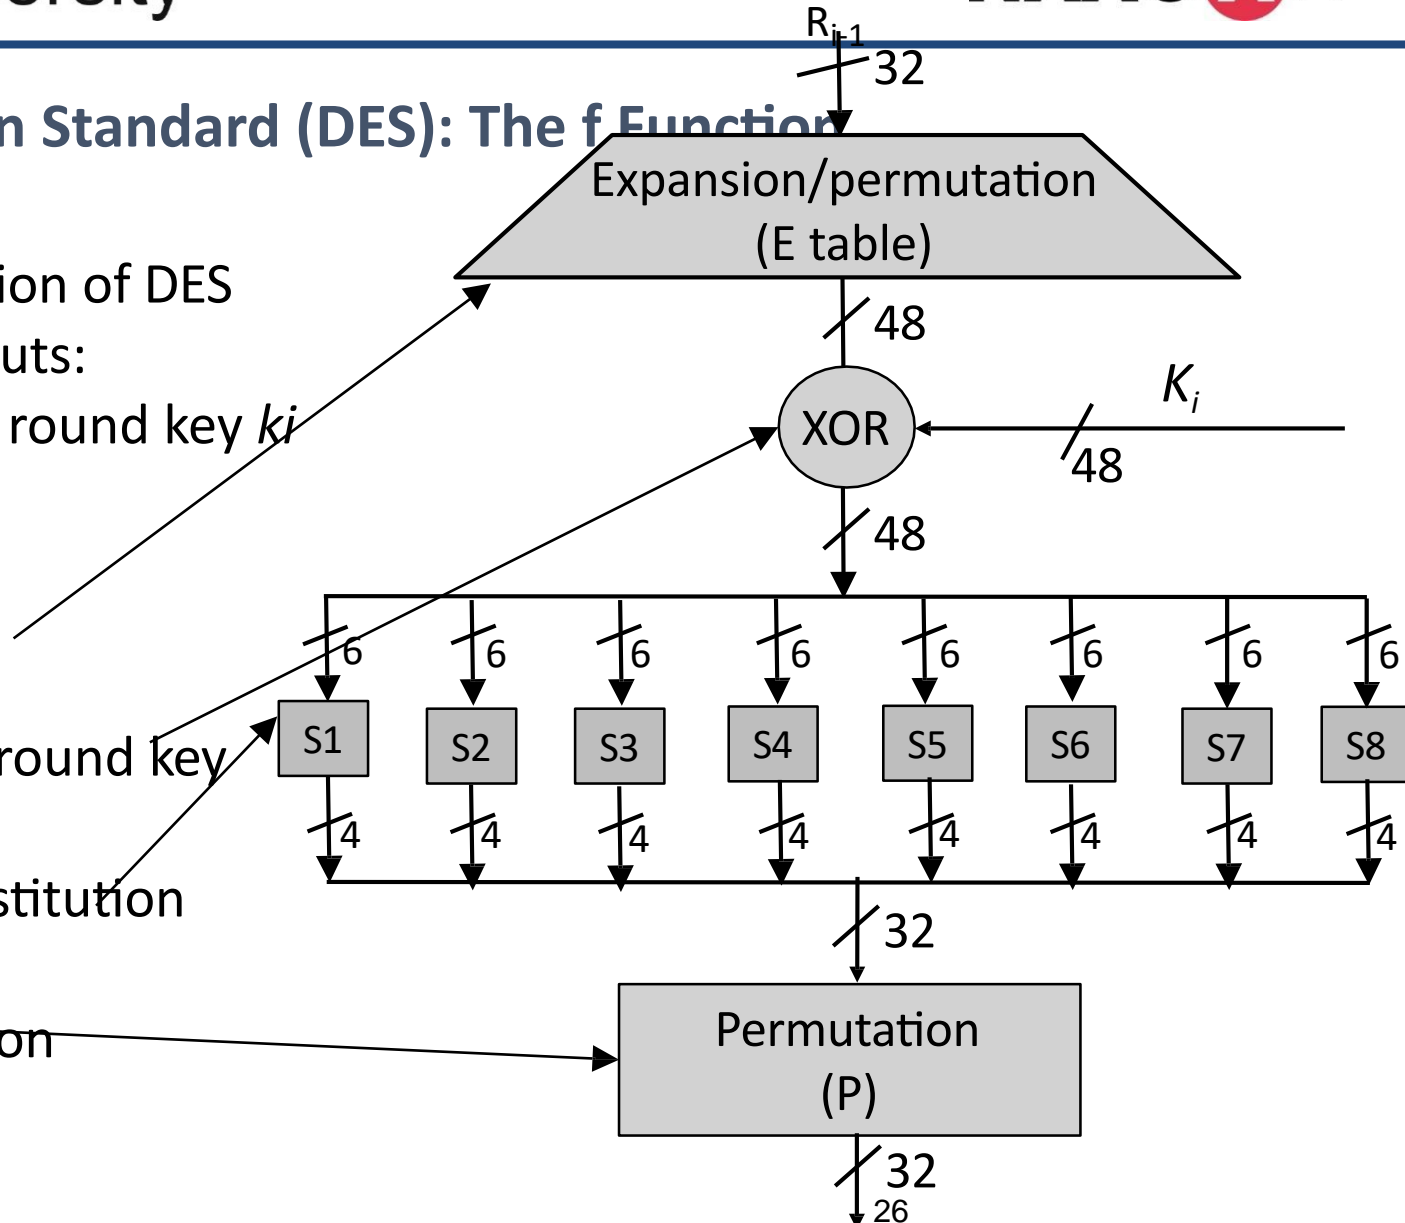 R i-1
32
n Standard (DES): The f Function
Expansion/permutation
(E table)
ion of DES
48
uts:
K i
round key ki
XOR
48
48
6 6 6 6 6 6 6 6
S1 S2 S3 S4 S5 S6 S7 S8
round key
4 4 4 4 4 4 4 4
stitution
32
Permutation
on
(P)
32
26